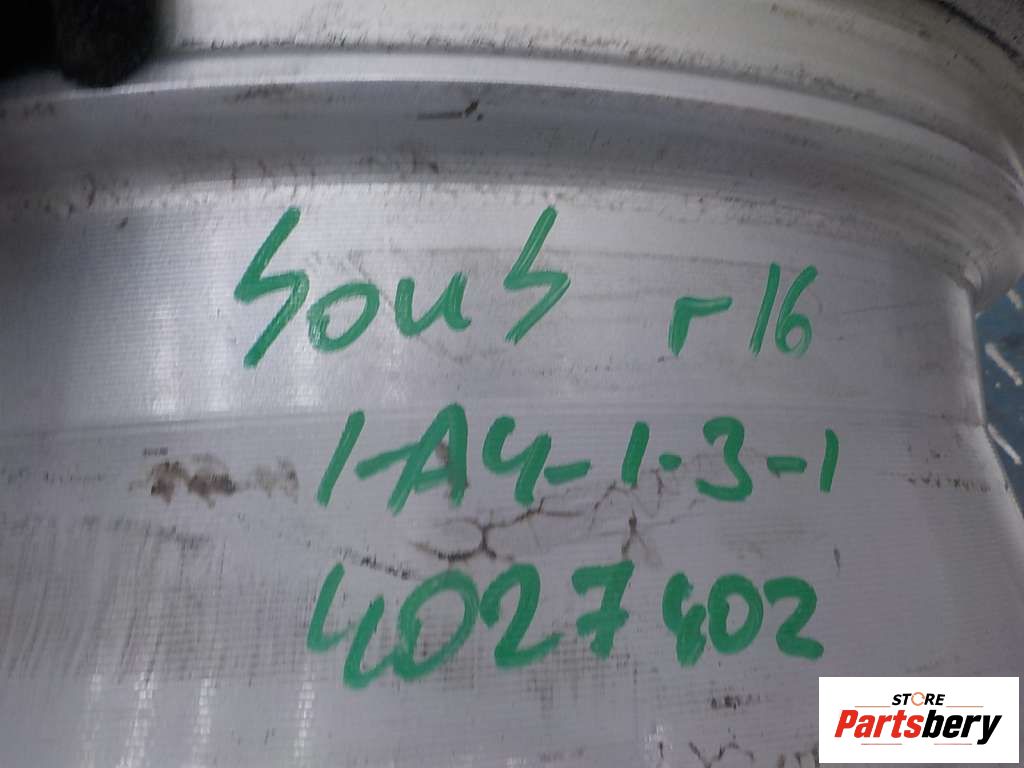 SouS r16
1-A4-1-3-1
4027402
STORE
Partsbery